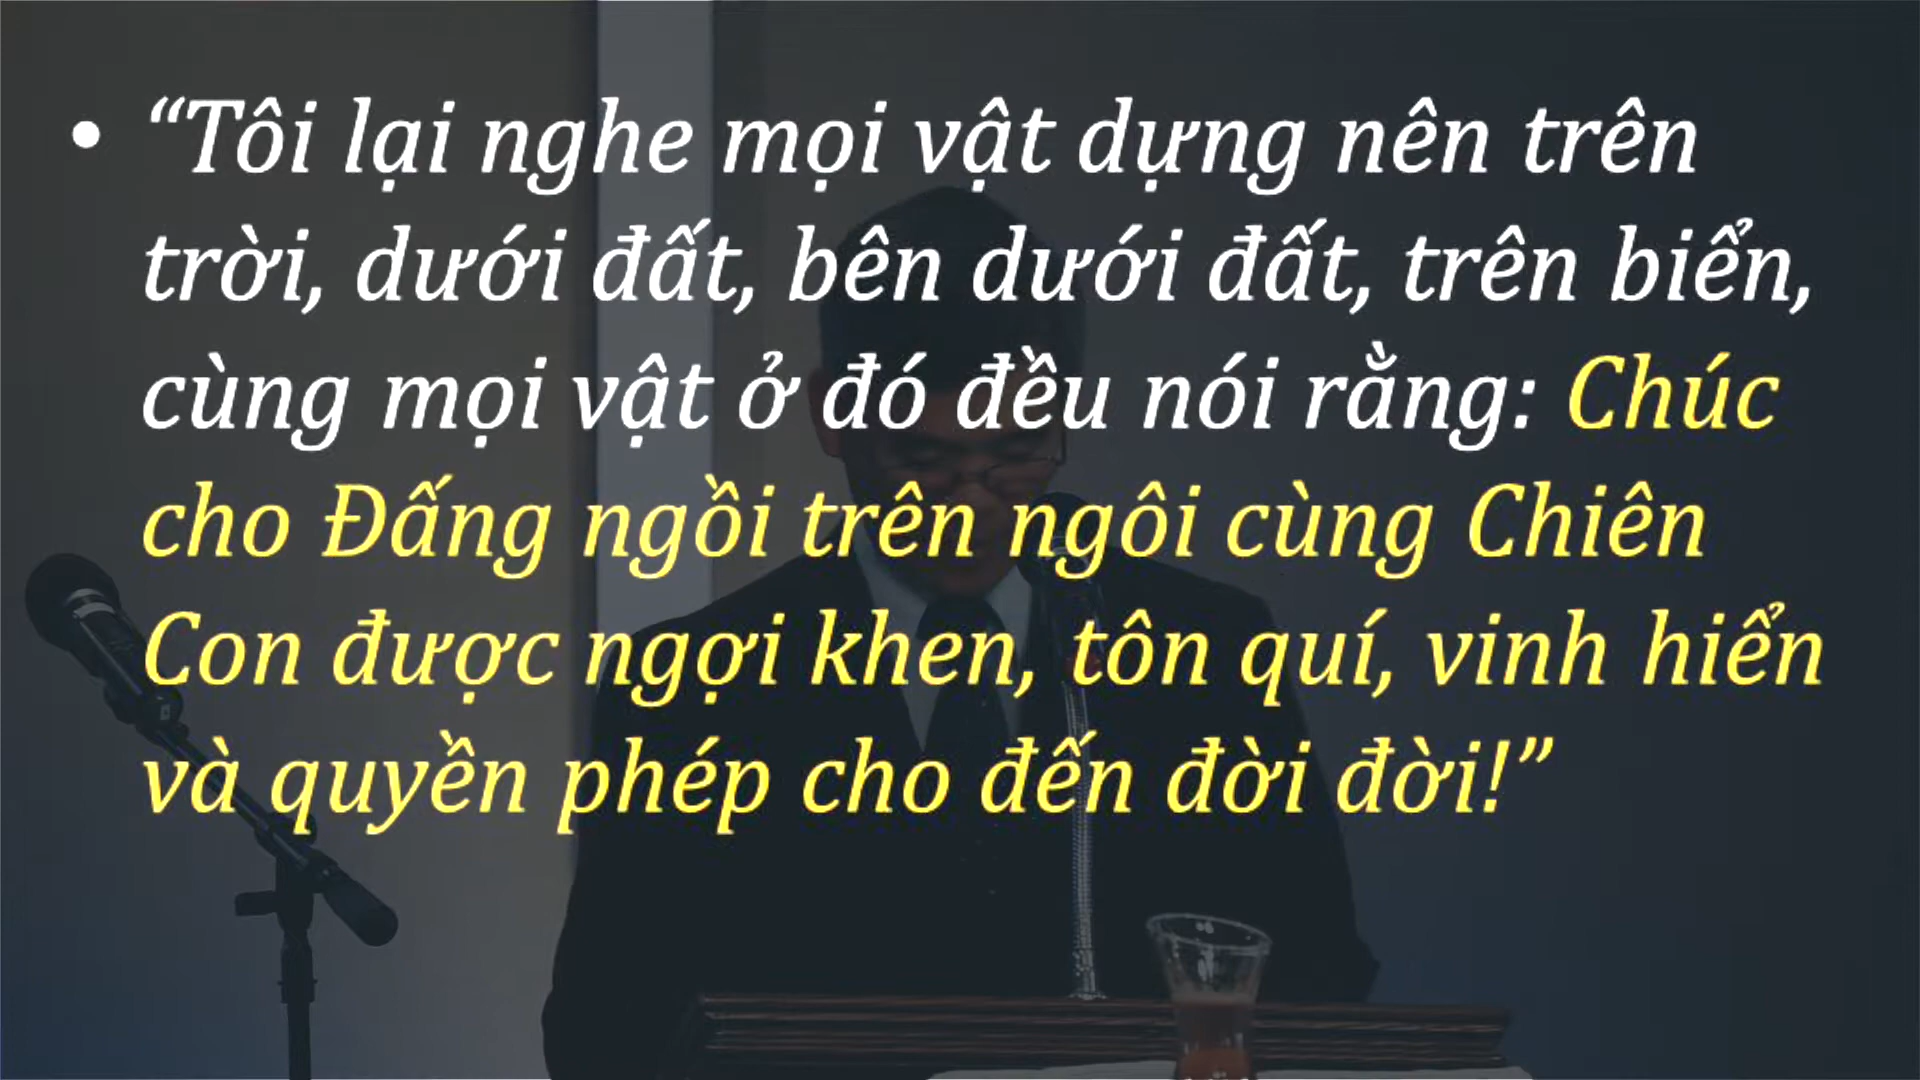 • “Tôi lại nghe mọi vật dựng nên trên
trời, dưới đất, bên dưới đất, trên biển,
cùng mọi vật ở đó đều nói rằng: Chúc
cho Đấng ngồi trên ngôi cùng Chiên
Con được ngợi khen, tôn quí, vinh hiển
và quyền phép cho đến đời đời!”